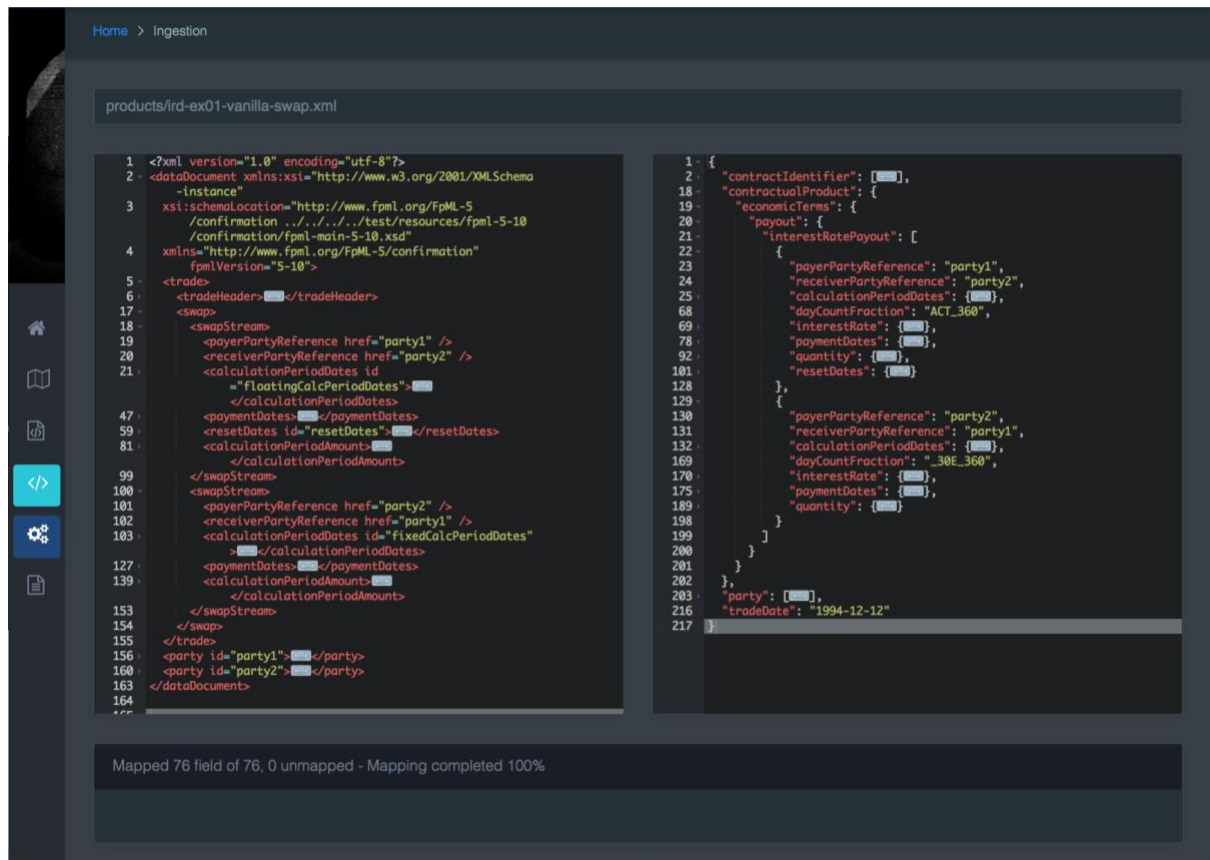 Home > Ingestion
products/ird-ex01-vanilla-swap.xml
1 <?xml version="1.0" encoding="utf-8"?>
2 <dataDocument xmlns:xsi="http://www.w3.org/2001/XMLSchema
-instance"
3 xsi:schemaLocation="http://www.fpml.org/FpML-5
/confirmation ../../../../test/resources/fpml-5-10
/confirmation/fpml-main-5-10.xsd"
4 xmlns="http://www.fpml.org/FpML-5/confirmation"
fpmlVersion="5-10">
5 <trade>
6 <tradeHeader></tradeHeader>
17 <swap>
18 <swapStream>
19 <payerPartyReference href="party1" />
20 <receiverPartyReference href="party2" />
21 <calculationPeriodDates id
="floatingCalcPeriodDates">
</calculationPeriodDates>
47 <paymentDates></paymentDates>
59 <resetDates id="resetDates"></resetDates>
81 <calculationPeriodAmount>
</calculationPeriodAmount>
99 </swapStream>
100 <swapStream>
101 <payerPartyReference href="party2" />
102 <receiverPartyReference href="party1" />
103 <calculationPeriodDates id="fixedCalcPeriodDates"
></calculationPeriodDates>
127 <paymentDates></paymentDates>
139 <calculationPeriodAmount>
</calculationPeriodAmount>
153 </swapStream>
154 </swap>
155 </trade>
156 <party id="party1"></party>
160 <party id="party2"></party>
163 </dataDocument>
164
1 {
2 "contractIdentifier": [],
18 "contractualProduct": {
19 "economicTerms": {
20 "payout": {
21 "interestRatePayout": [
22 {
23 "payerPartyReference": "party1",
24 "receiverPartyReference": "party2",
25 "calculationPeriodDates": {},
68 "dayCountFraction": "ACT_360",
69 "interestRate": {},
78 "paymentDates": {},
92 "quantity": {},
101 "resetDates": {}
128 },
129 {
130 "payerPartyReference": "party2",
131 "receiverPartyReference": "party1",
132 "calculationPeriodDates": {},
169 "dayCountFraction": "_30E_360",
170 "interestRate": {},
175 "paymentDates": {},
189 "quantity": {}
198 }
199 ]
200 }
201 }
202 },
203 "party": [],
216 "tradeDate": "1994-12-12"
217 }
Mapped 76 field of 76, 0 unmapped - Mapping completed 100%